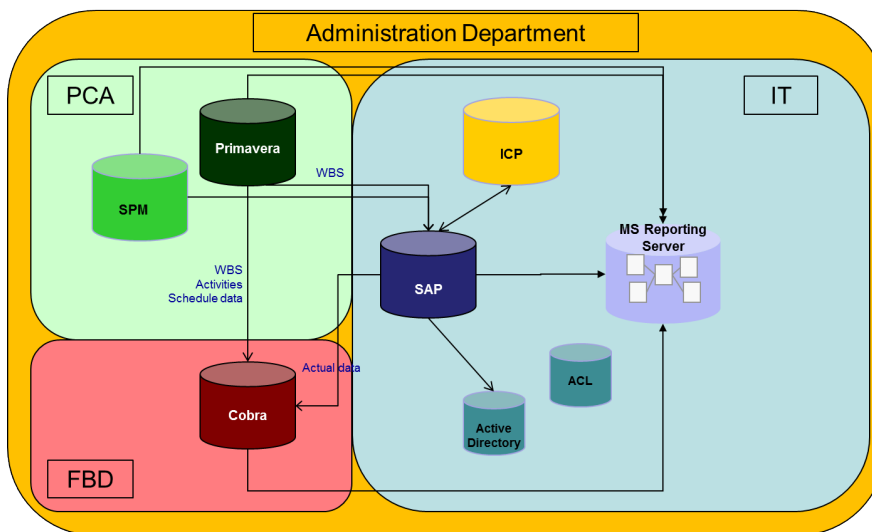 Administration Department
PCA
IT
Primavera
ICP
WBS
SPM
MS Reporting
Server
WBS
Activities
Schedule data
SAP
Actual data
ACL
Cobra
Active
Directory
FBD